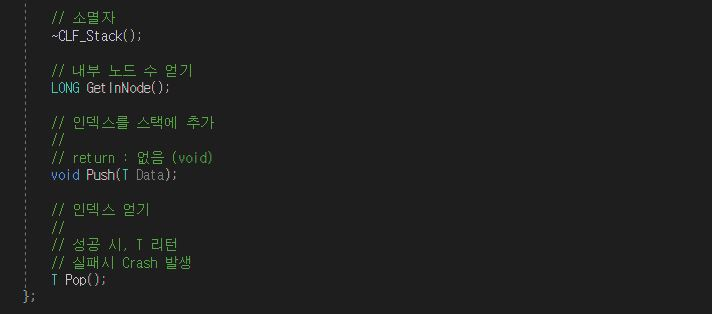 // 소멸자
~CLF_Stack();
// 내부 노드 수 얻기
LONG GetInNode();
// 인덱스를 스택에 추가
//
// return : 없음 (void)
void Push(T Data);
// 인덱스 얻기
//
// 성공 시, T 리턴
// 실패시 Crash 발생
T Pop();
};